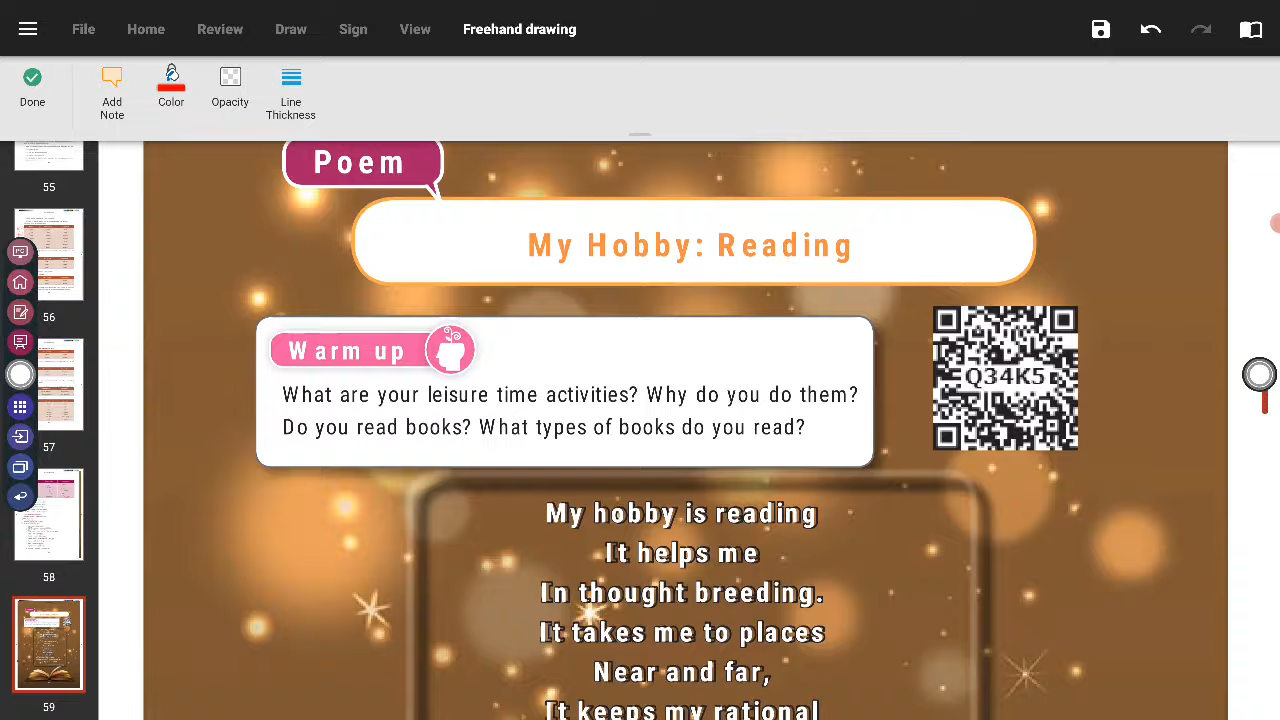 File Home Review Draw Sign View Freehand drawing
Done
Add Note
Color
Opacity
Line Thickness
55
56
57
58
59
Poem
My Hobby: Reading
Warm up
What are your leisure time activities? Why do you do them?
Do you read books? What types of books do you read?
Q34K5
My hobby is reading
It helps me
In thought breeding.
It takes me to places
Near and far,
It keeps my rational